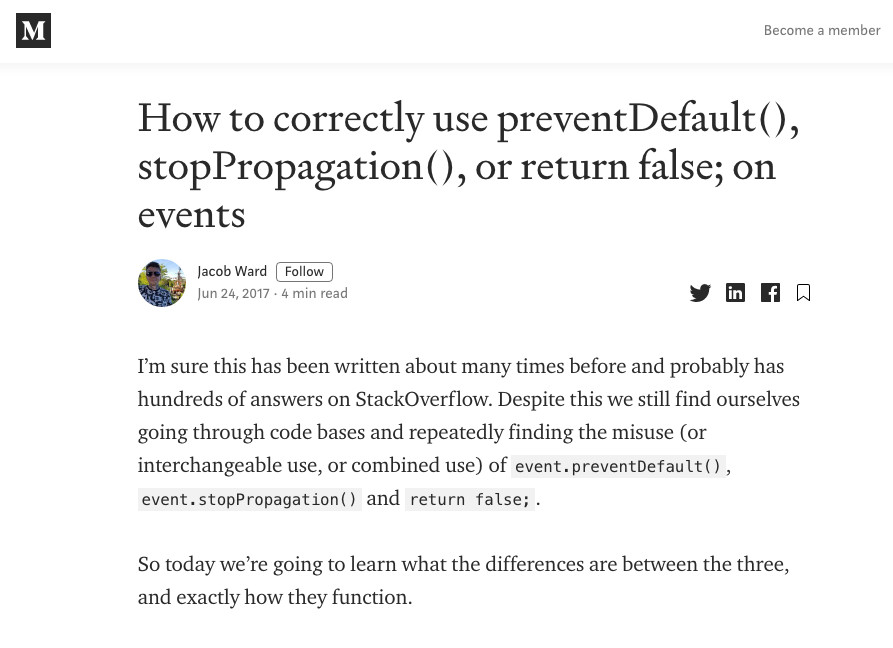 M
Become a member
How to correctly use preventDefault(),
stopPropagation(), or return false; on
events
Jacob Ward Follow
Jun 24, 2017 · 4 min read
in f
I’m sure this has been written about many times before and probably has
hundreds of answers on StackOverflow. Despite this we still find ourselves
going through code bases and repeatedly finding the misuse (or
interchangeable use, or combined use) of event.preventDefault(),
event.stopPropagation() and return false;.
So today we’re going to learn what the differences are between the three,
and exactly how they function.